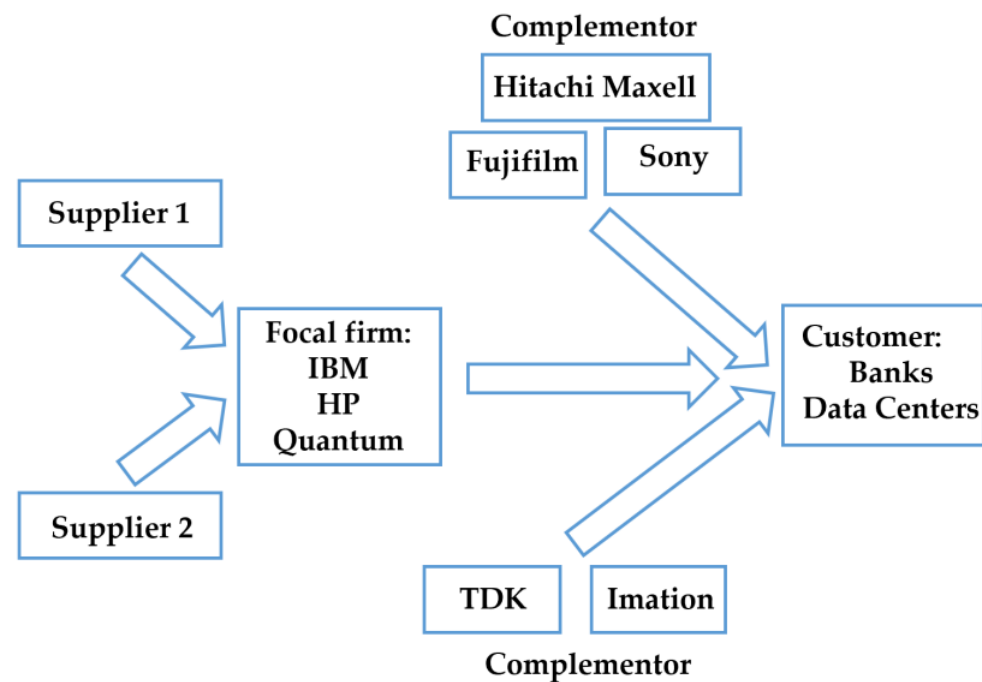 Complementor
Hitachi Maxell
Fujifilm
Sony
Supplier 1
Focal firm:
IBM
HP
Quantum
Customer:
Banks
Data Centers
Supplier 2
TDK
Imation
Complementor